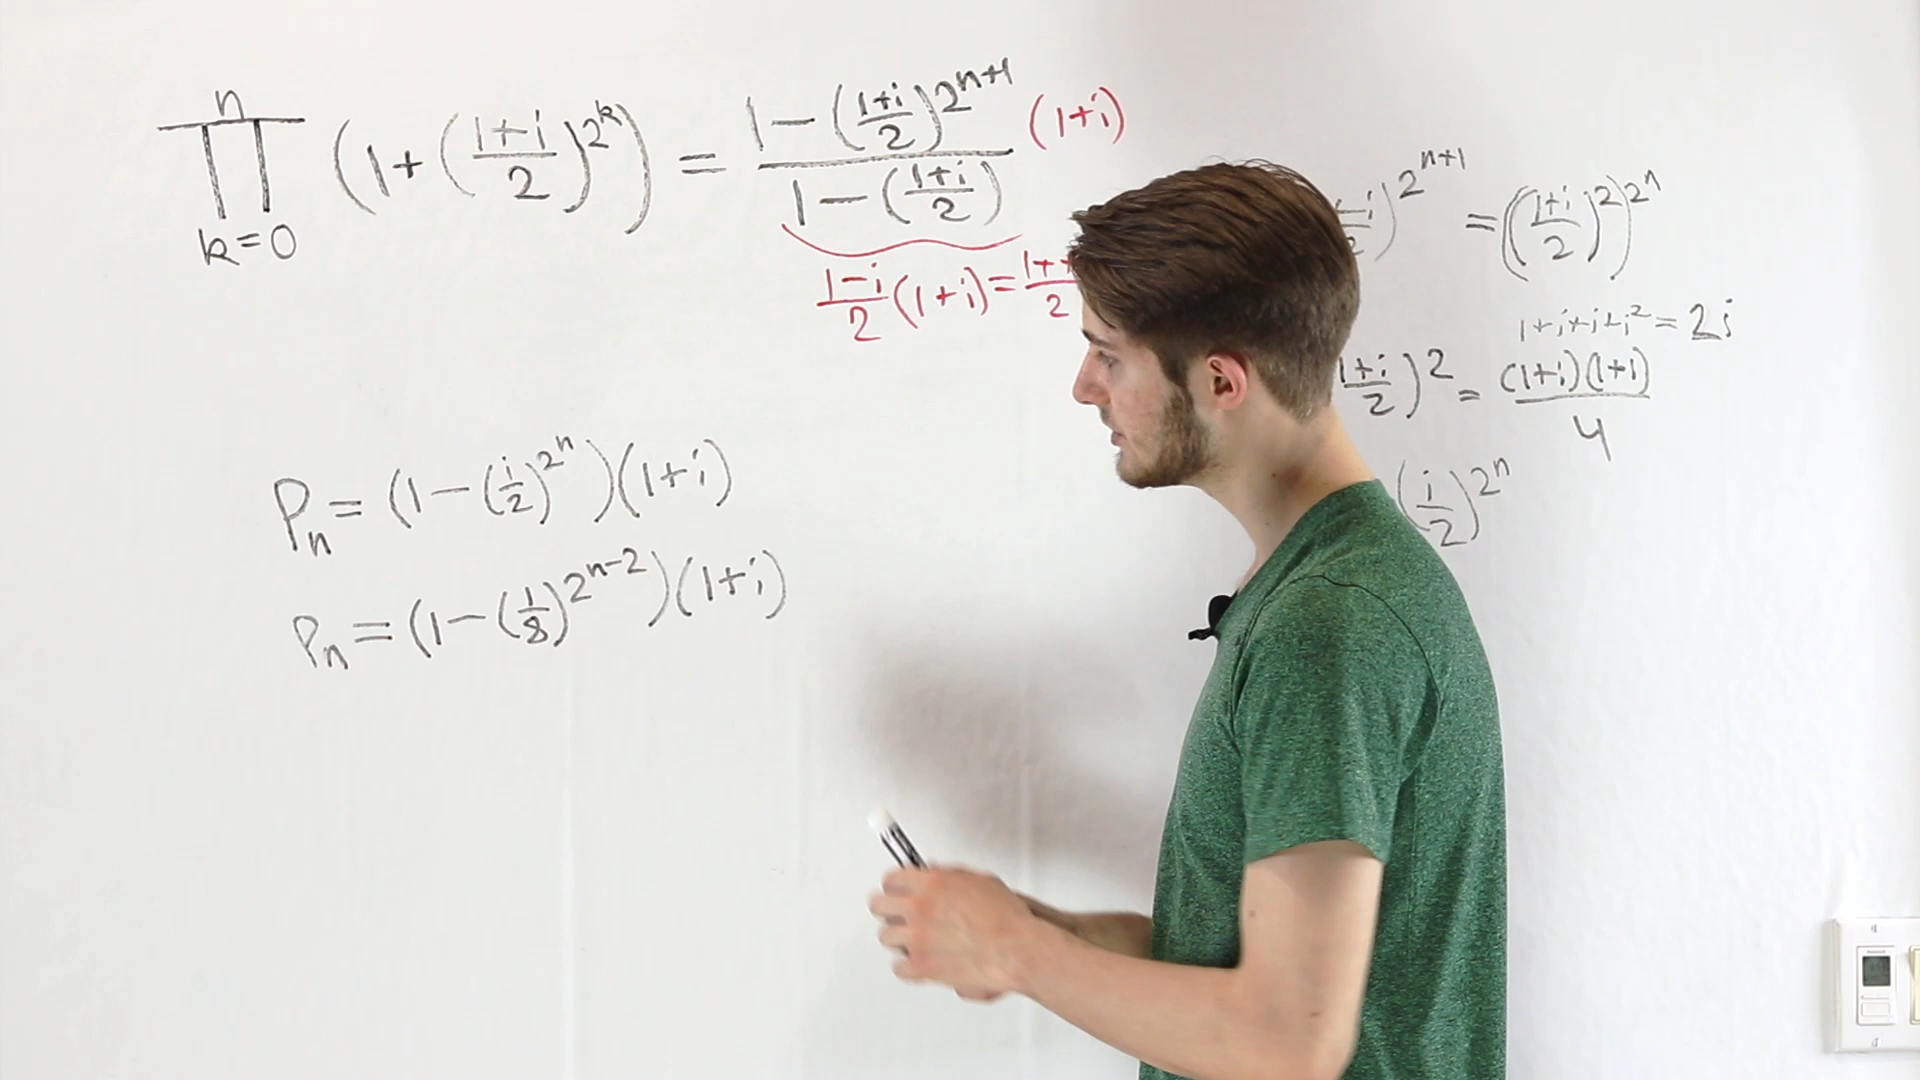 n
∏ (1+((1+i)/2)^2^k) = (1-((1+i)/2)^2^{n+1})/(1-((1+i)/2)) (1+i)
k=0
(1-i)/2 (1+i) = (1+)/2
P_n = (1-(i/2)^2^n)(1+i)
P_n = (1-(1/8)^2^{n-2})(1+i)
i)^2^{n+1} = (((1+i)/2)^2)^2^n
1+i+i+i^2 = 2i
(1+i)/2)^2 = (1+i)(1+i)/4
(i/2)^2^n